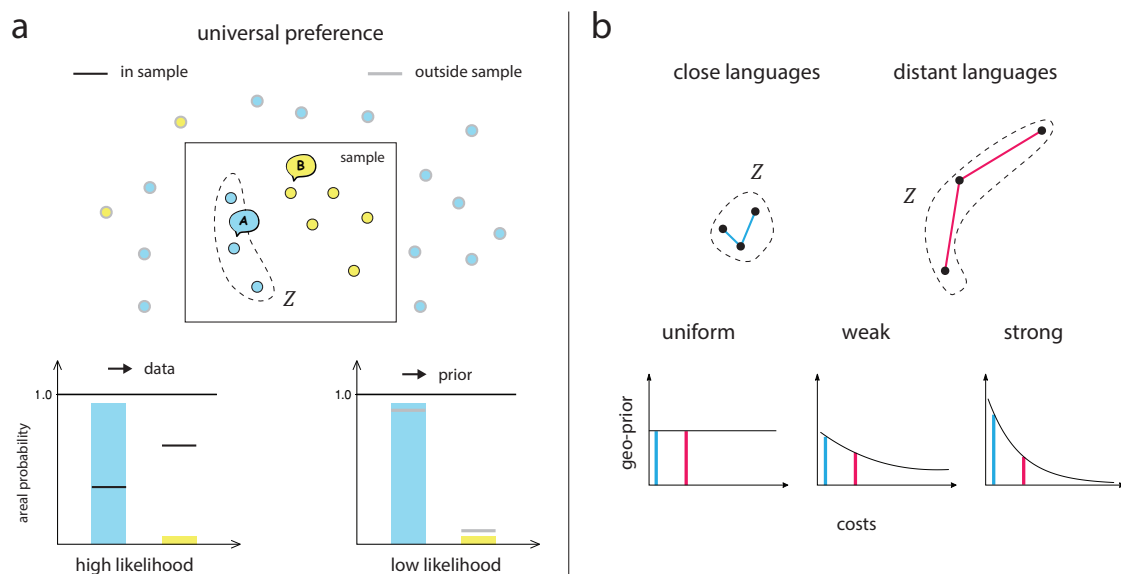 a
universal preference
in sample
outside sample
sample
B
A
Z
data
1.0
areal probability
high likelihood
prior
1.0
low likelihood
b
close languages
distant languages
Z
Z
uniform
weak
strong
geo-prior
costs